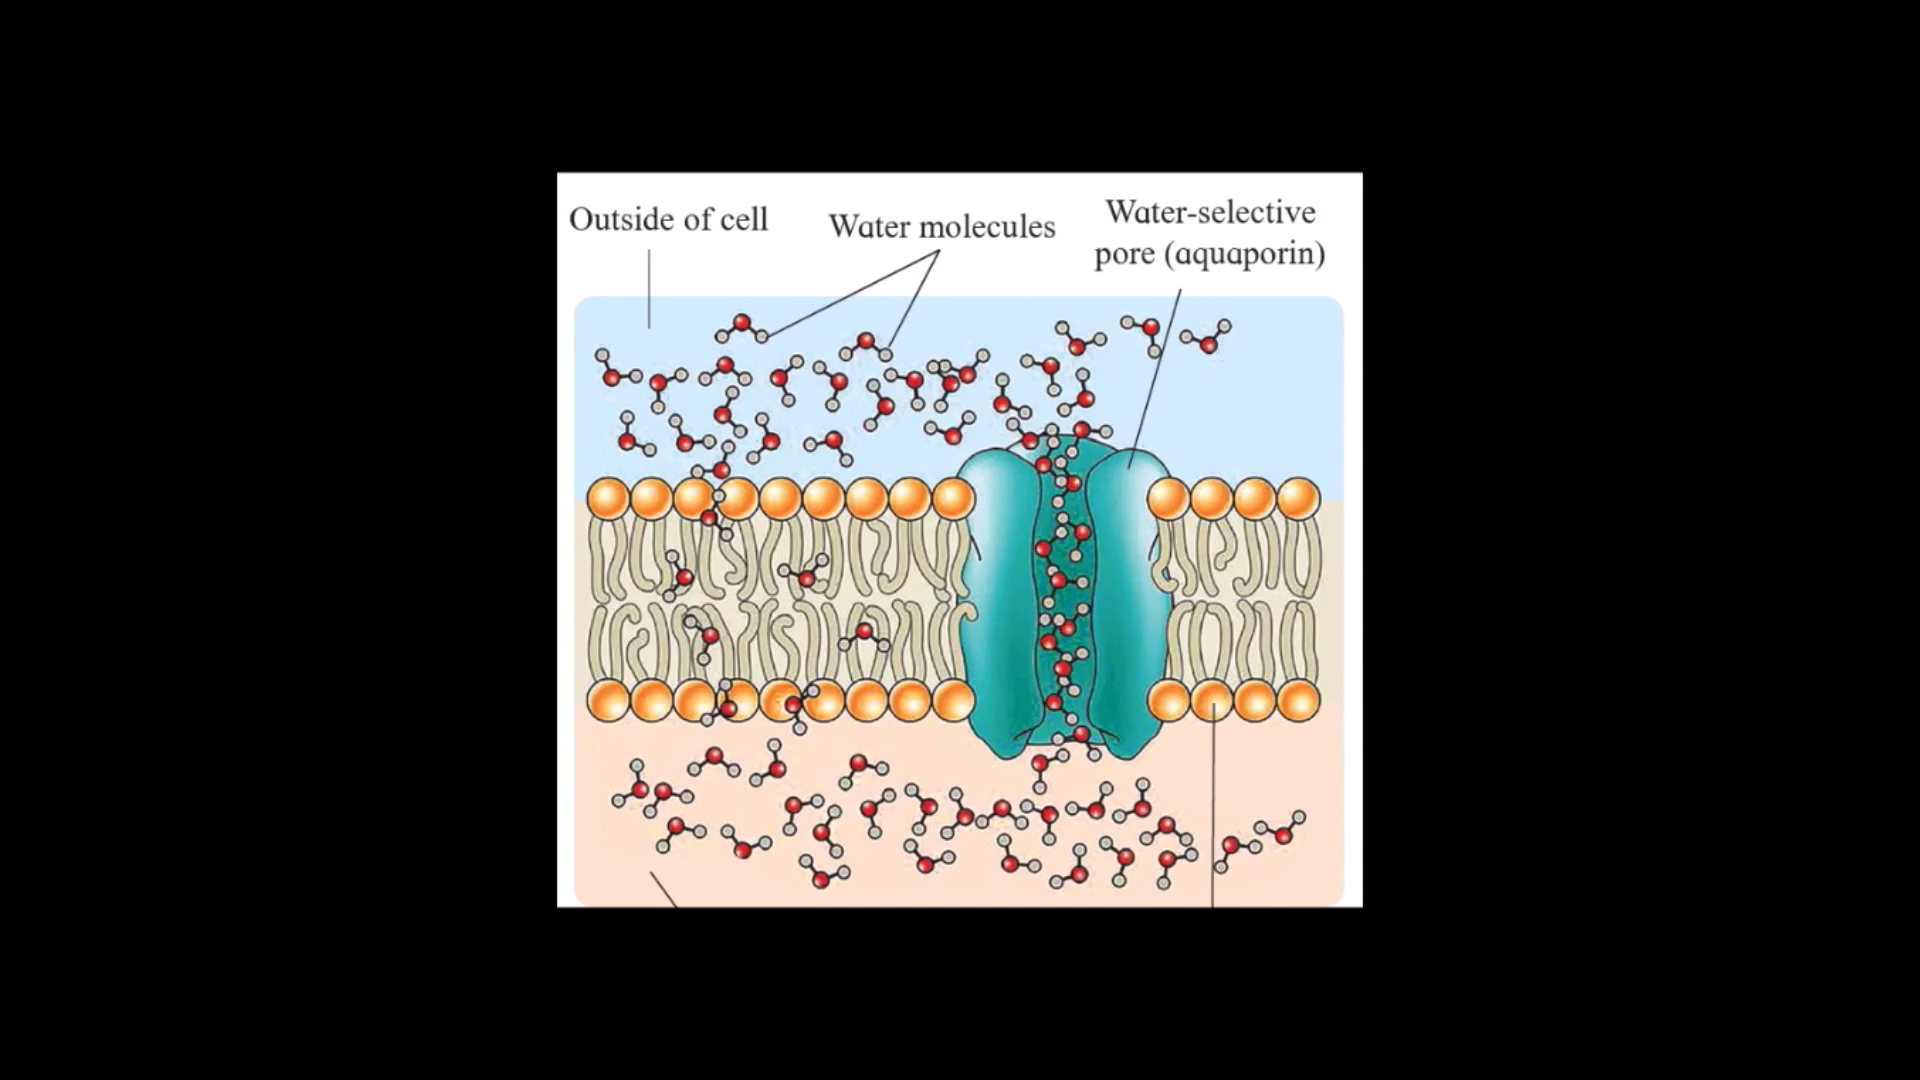 Outside of cell
Water molecules
Water-selective
pore (aquaporin)